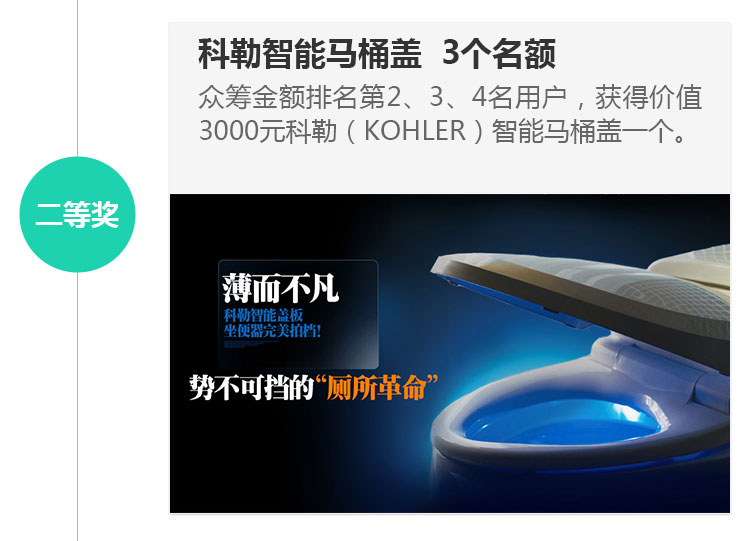 科勒智能马桶盖 3个名额
众筹金额排名第2、3、4名用户，获得价值
3000元科勒（KOHLER）智能马桶盖一个。
二等奖
薄而不凡
科勒智能盖板
坐便器完美拍档!
势不可挡的“厕所革命”